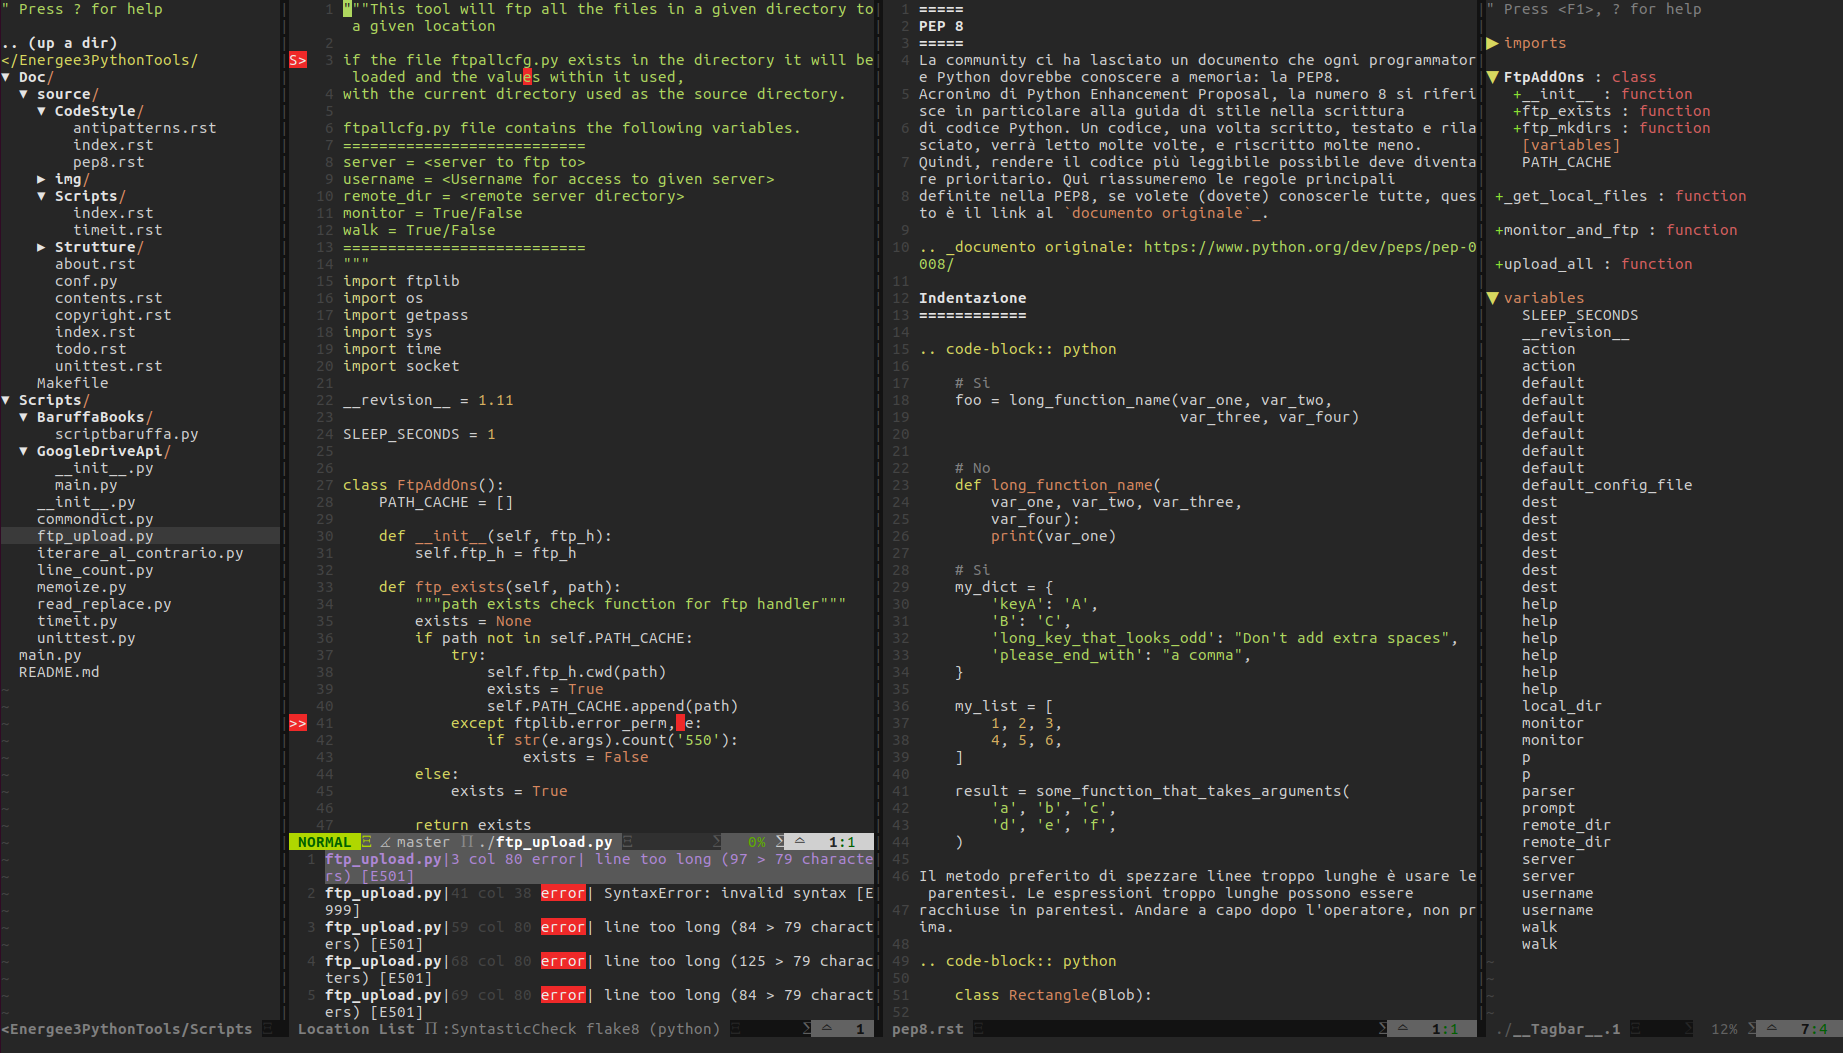 " Press ? for help
.. (up a dir)
</Energee3PythonTools/
▼ Doc/
▼ source/
▼ CodeStyle/
antipatterns.rst
index.rst
pep8.rst
▶ img/
▼ Scripts/
index.rst
timeit.rst
▶ Strutture/
about.rst
conf.py
contents.rst
copyright.rst
index.rst
todo.rst
unittest.rst
Makefile
▼ Scripts/
▼ BaruffaBooks/
scriptbaruffa.py
▼ GoogleDriveApi/
__init__.py
main.py
__init__.py
commondict.py
ftp_upload.py
iterare_al_contrario.py
line_count.py
memoize.py
read_replace.py
timeit.py
unittest.py
main.py
README.md
<Energee3PythonTools/Scripts
1 """This tool will ftp all the files in a given directory to
a given location
2
S> 3 if the file ftpallcfg.py exists in the directory it will be
loaded and the values within it used,
4 with the current directory used as the source directory.
5
6 ftpallcfg.py file contains the following variables.
7 ===========================
8 server = <server to ftp to>
9 username = <Username for access to given server>
10 remote_dir = <remote server directory>
11 monitor = True/False
12 walk = True/False
13 ===========================
14 """
15 import ftplib
16 import os
17 import getpass
18 import sys
19 import time
20 import socket
21
22 __revision__ = 1.11
23
24 SLEEP_SECONDS = 1
25
26
27 class FtpAddOns():
28 PATH_CACHE = []
29
30 def __init__(self, ftp_h):
31 self.ftp_h = ftp_h
32
33 def ftp_exists(self, path):
34 """path exists check function for ftp handler"""
35 exists = None
36 if path not in self.PATH_CACHE:
37 try:
38 self.ftp_h.cwd(path)
39 exists = True
40 self.PATH_CACHE.append(path)
>> 41 except ftplib.error_perm, e:
42 if str(e.args).count('550'):
43 exists = False
44 else:
45 exists = True
46
47 return exists
NORMAL Ξ ∠ master Π ./ftp_upload.py Ξ Σ 0% Σ 1:1
1 ftp_upload.py|3 col 80 error| line too long (97 > 79 characte
rs) [E501]
2 ftp_upload.py|41 col 38 error| SyntaxError: invalid syntax [E
999]
3 ftp_upload.py|59 col 80 error| line too long (84 > 79 charact
ers) [E501]
4 ftp_upload.py|68 col 80 error| line too long (125 > 79 charac
ters) [E501]
5 ftp_upload.py|69 col 80 error| line too long (84 > 79 charact
ers) [E501]
Location List Π :SyntasticCheck flake8 (python) Ξ Σ 1
1 =====
2 PEP 8
3 =====
4 La community ci ha lasciato un documento che ogni programmator
e Python dovrebbe conoscere a memoria: la PEP8.
5 Acronimo di Python Enhancement Proposal, la numero 8 si riferi
sce in particolare alla guida di stile nella scrittura
6 di codice Python. Un codice, una volta scritto, testato e rila
sciato, verrà letto molte volte, e riscritto molte meno.
7 Quindi, rendere il codice più leggibile possibile deve diventa
re prioritario. Qui riassumeremo le regole principali
8 definite nella PEP8, se volete (dovete) conoscerle tutte, ques
to è il link al `documento originale`_.
9
10 .. _documento originale: https://www.python.org/dev/peps/pep-0
008/
11
12 Indentazione
13 ============
14
15 .. code-block:: python
16
17 # Si
18 foo = long_function_name(var_one, var_two,
19 var_three, var_four)
20
21
22 # No
23 def long_function_name(
24 var_one, var_two, var_three,
25 var_four):
26 print(var_one)
27
28 # Si
29 my_dict = {
30 'keyA': 'A',
31 'B': 'C',
32 'long_key_that_looks_odd': "Don't add extra spaces",
33 'please_end_with': "a comma",
34 }
35
36 my_list = [
37 1, 2, 3,
38 4, 5, 6,
39 ]
40
41 result = some_function_that_takes_arguments(
42 'a', 'b', 'c',
43 'd', 'e', 'f',
44 )
45
46 Il metodo preferito di spezzare linee troppo lunghe è usare le
parentesi. Le espressioni troppo lunghe possono essere
47 racchiuse in parentesi. Andare a capo dopo l'operatore, non pr
ima.
48
49 .. code-block:: python
50
51 class Rectangle(Blob):
52
pep8.rst Ξ Σ 1:1
" Press <F1>, ? for help
▶ imports
▼ FtpAddOns : class
+__init__ : function
+ftp_exists : function
+ftp_mkdirs : function
[variables]
PATH_CACHE
+_get_local_files : function
+monitor_and_ftp : function
+upload_all : function
▼ variables
SLEEP_SECONDS
__revision__
action
action
default
default
default
default
default
default
default_config_file
dest
dest
dest
dest
dest
dest
help
help
help
help
help
help
local_dir
monitor
monitor
p
p
parser
prompt
remote_dir
remote_dir
server
server
username
username
walk
walk
./__Tagbar__.1 Ξ Σ 12% Σ 7:4